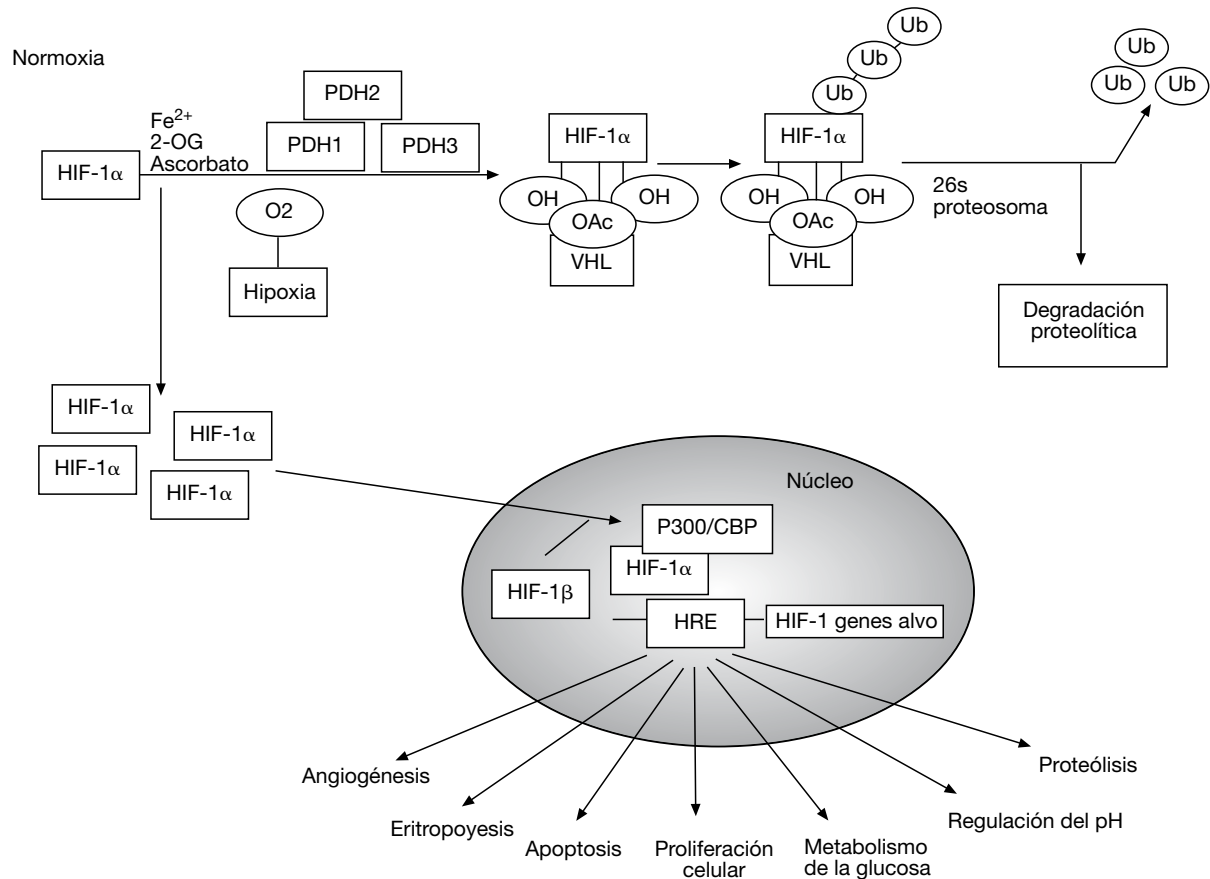 Normoxia
HIF-1α
Fe2+
2-OG
Ascorbato
PDH2
PDH1
PDH3
O2
Hipoxia
HIF-1α
OH
OH
OAc
VHL
Ub
Ub
Ub
HIF-1α
OH
OH
OAc
VHL
26s
proteosoma
Ub
Ub
Ub
Degradación
proteolítica
HIF-1α
HIF-1α
HIF-1α
HIF-1α
Núcleo
P300/CBP
HIF-1α
HIF-1β
HRE
HIF-1 genes alvo
Angiogénesis
Eritropoyesis
Apoptosis
Proliferación
celular
Metabolismo
de la glucosa
Regulación del pH
Proteólisis